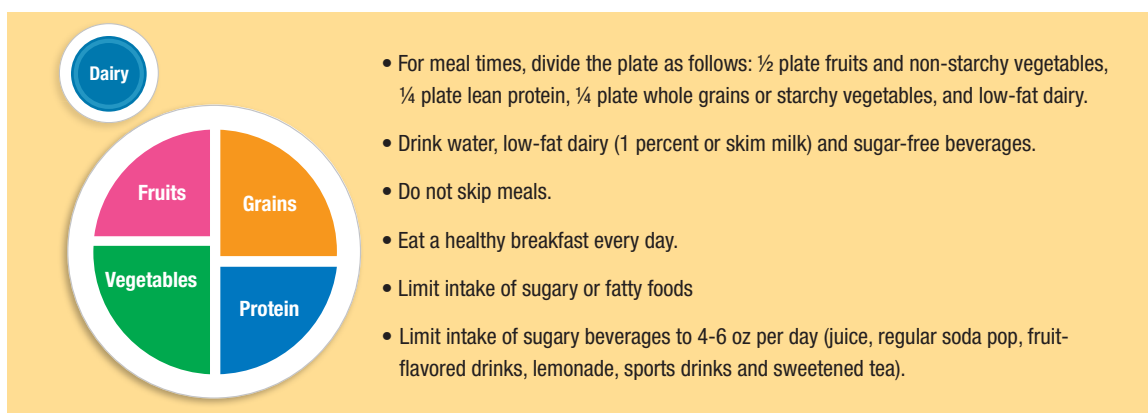 Dairy
Fruits
Grains
Vegetables
Protein
• For meal times, divide the plate as follows: ½ plate fruits and non-starchy vegetables,
¼ plate lean protein, ¼ plate whole grains or starchy vegetables, and low-fat dairy.
• Drink water, low-fat dairy (1 percent or skim milk) and sugar-free beverages.
• Do not skip meals.
• Eat a healthy breakfast every day.
• Limit intake of sugary or fatty foods
• Limit intake of sugary beverages to 4-6 oz per day (juice, regular soda pop, fruit-
flavored drinks, lemonade, sports drinks and sweetened tea).